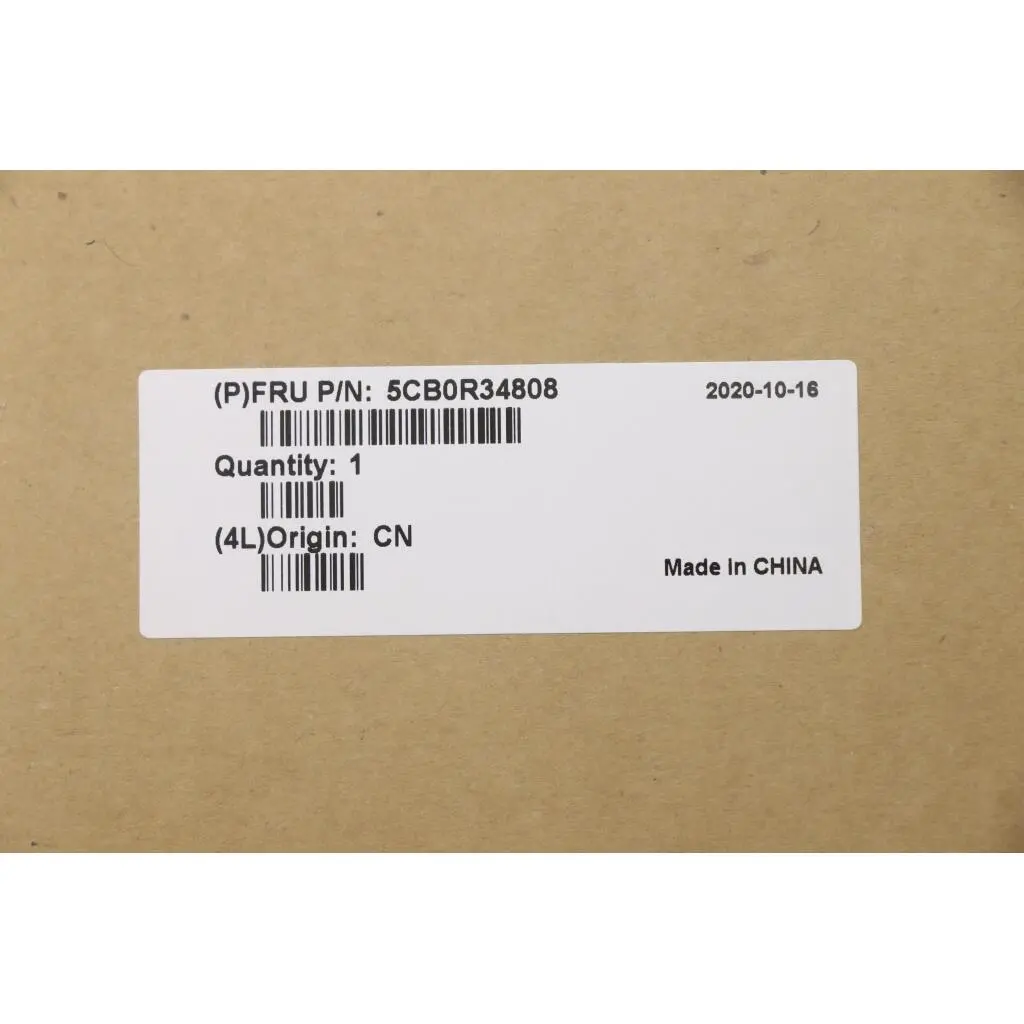 (P)FRU P/N: 5CB0R34808 2020-10-16
Quantity: 1
(4L)Origin: CN
Made in CHINA